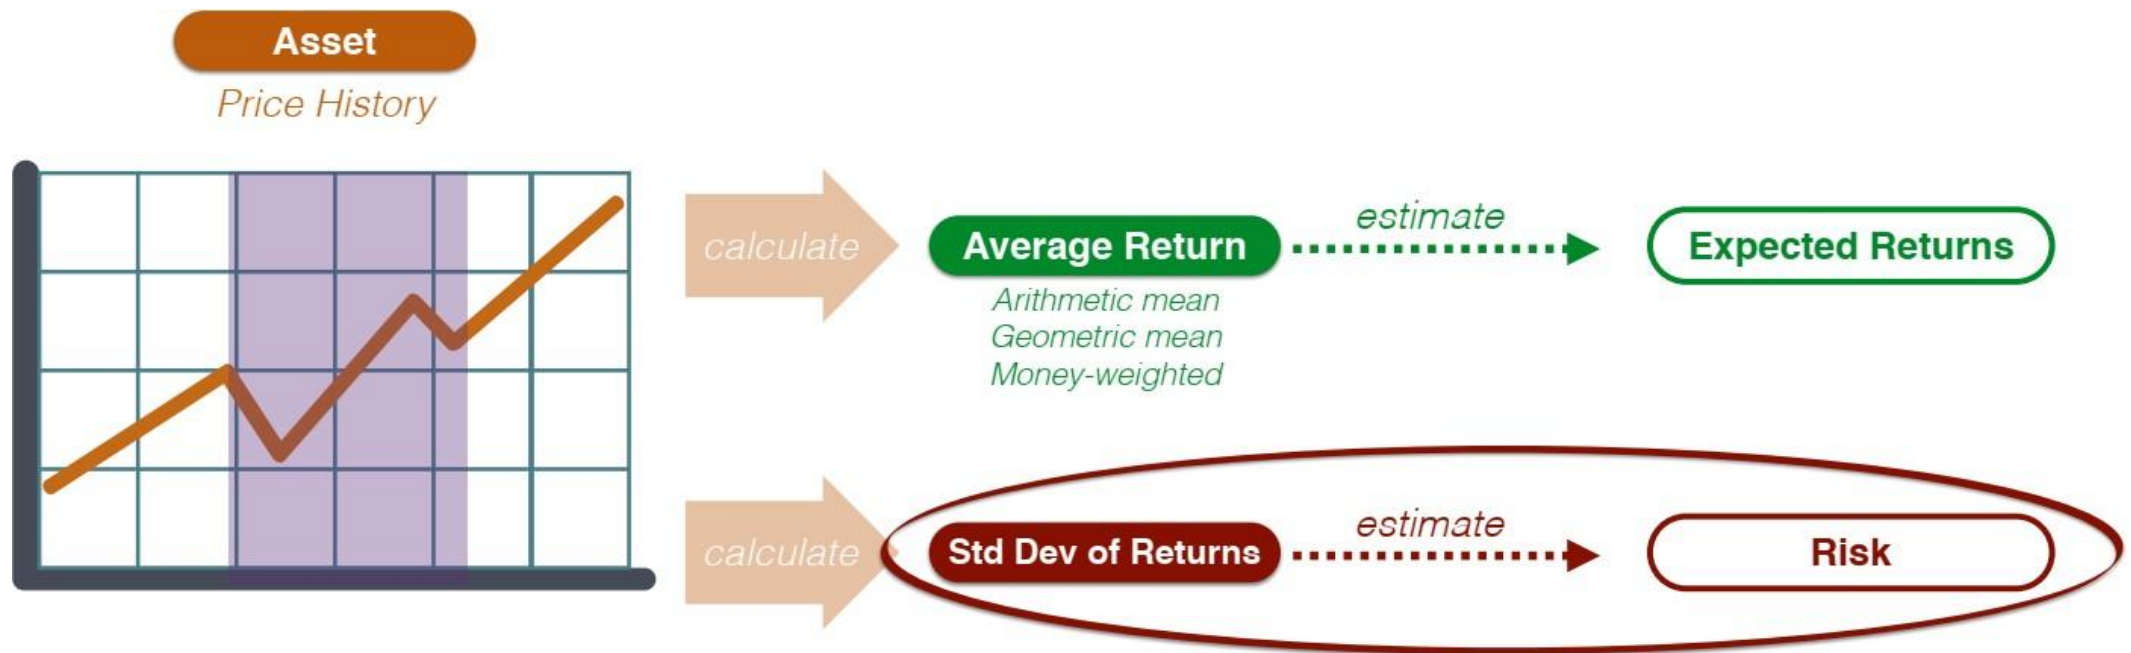 Asset
Price History
calculate
Average Return
estimate
Expected Returns
Arithmetic mean
Geometric mean
Money-weighted
calculate
Std Dev of Returns
estimate
Risk